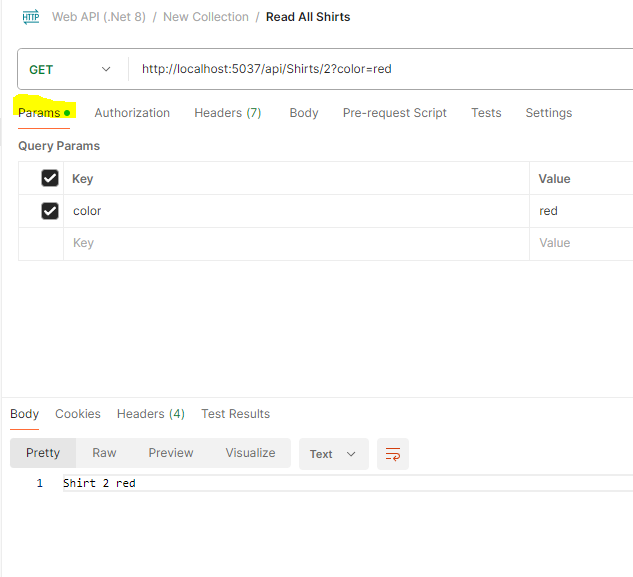 HTTP Web API (.Net 8) / New Collection / Read All Shirts
GET http://localhost:5037/api/Shirts/2?color=red
Params Authorization Headers (7) Body Pre-request Script Tests Settings
Query Params
Key Value
color red
Key Value
Body Cookies Headers (4) Test Results
Pretty Raw Preview Visualize Text
1 Shirt 2 red